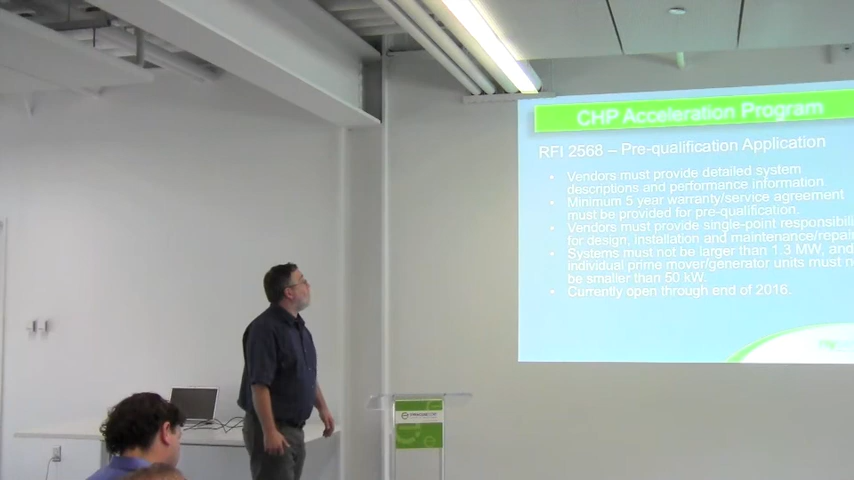 CHP Acceleration Program
RFI 2568 – Pre-qualification Application
• Vendors must provide detailed system
descriptions and performance information
• Minimum 5 year warranty/service agreement
must be provided for pre-qualification.
• Vendors must provide single-point responsibili
for design, installation and maintenance/repai
• Systems must not be larger than 1.3 MW, and
individual prime mover/generator units must n
be smaller than 50 kW.
• Currently open through end of 2016.